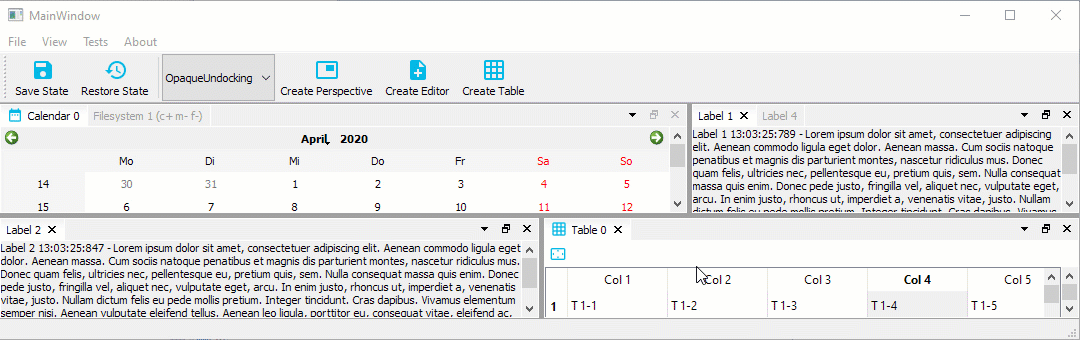 MainWindow
File View Tests About
Save State Restore State OpaqueUndocking Create Perspective Create Editor Create Table
Calendar 0 Filesystem 1 (c+ m- f-)
April, 2020
Mo Di Mi Do Fr Sa So
14 30 31 1 2 3 4 5
15 6 7 8 9 10 11 12
Label 1 Label 4
Label 1 13:03:25:789 - Lorem ipsum dolor sit amet, consectetuer adipiscing
elit. Aenean commodo ligula eget dolor. Aenean massa. Cum sociis natoque
penatibus et magnis dis parturient montes, nascetur ridiculus mus. Donec
quam felis, ultricies nec, pellentesque eu, pretium quis, sem. Nulla consequat
massa quis enim. Donec pede justo, fringilla vel, aliquet nec, vulputate eget,
arcu. In enim justo, rhoncus ut, imperdiet a, venenatis vitae, justo. Nullam
dictum felis eu pede mollis pretium. Integer tincidunt. Cras dapibus. Vivamus
Label 2
Label 2 13:03:25:847 - Lorem ipsum dolor sit amet, consectetuer adipiscing elit. Aenean commodo ligula eget
dolor. Aenean massa. Cum sociis natoque penatibus et magnis dis parturient montes, nascetur ridiculus mus.
Donec quam felis, ultricies nec, pellentesque eu, pretium quis, sem. Nulla consequat massa quis enim. Donec
pede justo, fringilla vel, aliquet nec, vulputate eget, arcu. In enim justo, rhoncus ut, imperdiet a, venenatis
vitae, justo. Nullam dictum felis eu pede mollis pretium. Integer tincidunt. Cras dapibus. Vivamus elementum
semper nisi. Aenean vulputate eleifend tellus. Aenean leo ligula, porttitor eu, consequat vitae, eleifend ac,
Table 0
Col 1 Col 2 Col 3 Col 4 Col 5
1 T 1-1 T 1-2 T 1-3 T 1-4 T 1-5